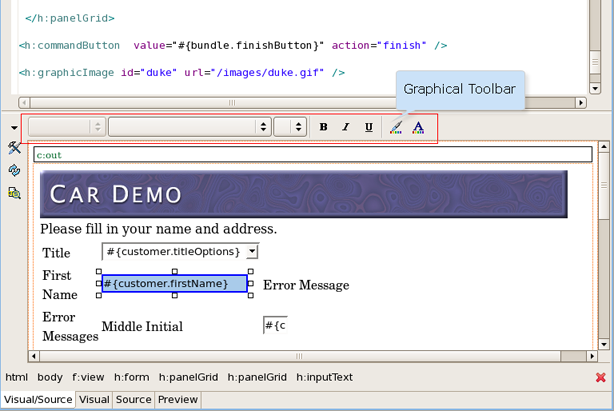 </h:panelGrid>
<h:commandButton  value="#{bundle.finishButton}" action="finish" />
<h:graphicImage id="duke" url="/images/duke.gif" />
Graphical Toolbar
B I U A
c:out
CAR DEMO
Please fill in your name and address.
Title #{customer.titleOptions}
First
Name #{customer.firstName} Error Message
Error
Messages Middle Initial #{c
html body f:view h:form h:panelGrid h:panelGrid h:inputText
Visual/Source Visual Source Preview